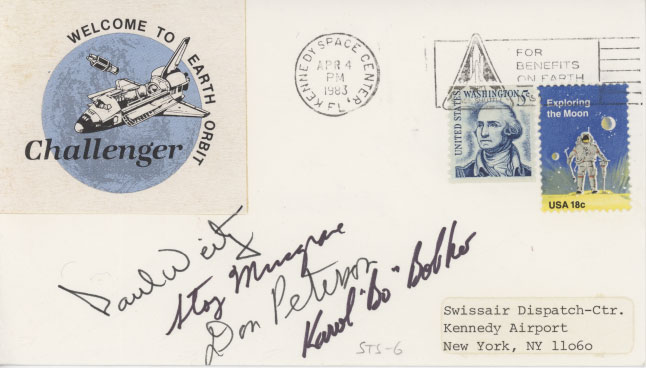 WELCOME TO EARTH ORBIT
Challenger
KENNEDY SPACE CENTER, FL.
APR 4
PM
1983
FOR
BENEFITS
ON EARTH
UNITED STATES
WASHINGTON 5c
Exploring
the Moon
USA 18c
Paul Weitz
Story Musgrave
Don Peterson
Karol "Bo" Bobko
STS-6
Swissair Dispatch-Ctr.
Kennedy Airport
New York, NY 11060